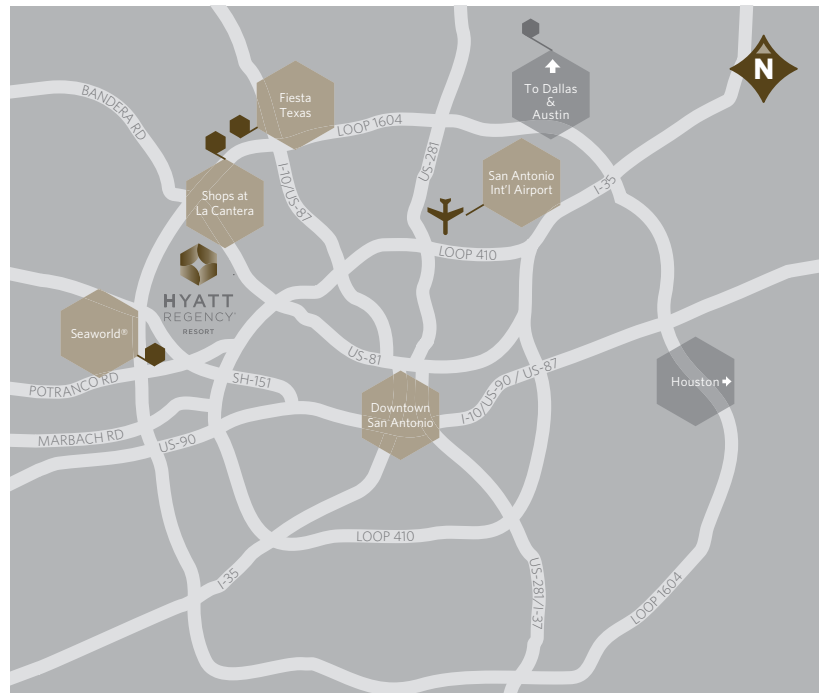 To Dallas
&
Austin
N
BANDERA RD
Fiesta
Texas
LOOP 1604
US-281
San Antonio
Int'l Airport
I-35
I-10/US-87
Shops at
La Cantera
LOOP 410
HYATT
REGENCY
RESORT
Seaworld®
US-81
I-10/US-90 / US-87
Houston
POTRANCO RD
SH-151
Downtown
San Antonio
MARBACH RD
US-90
LOOP 410
I-35
US-281/I-37
LOOP 1604